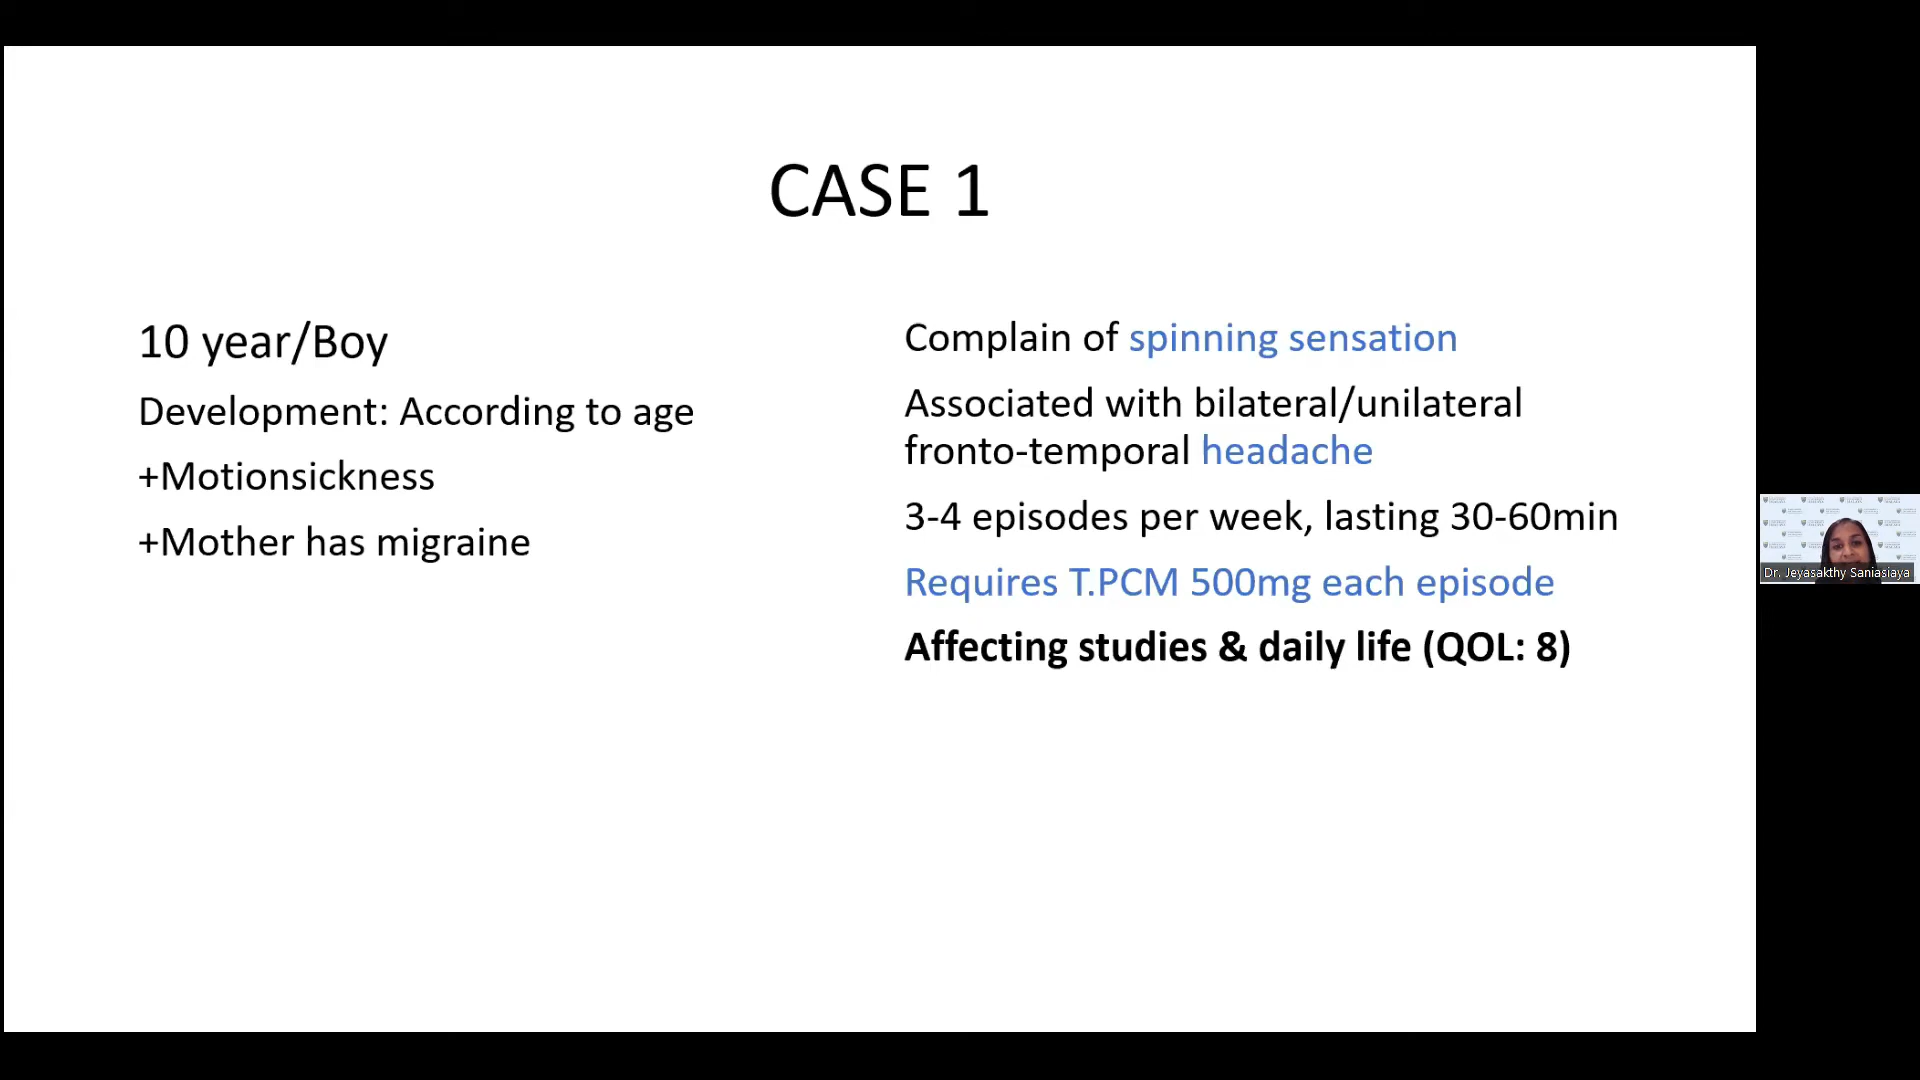 CASE 1
10 year/Boy
Development: According to age
+Motionsickness
+Mother has migraine
Complain of spinning sensation
Associated with bilateral/unilateral
fronto-temporal headache
3-4 episodes per week, lasting 30-60min
Requires T.PCM 500mg each episode
Affecting studies & daily life (QOL: 8)
Dr. Jeyasakthy Saniasiaya